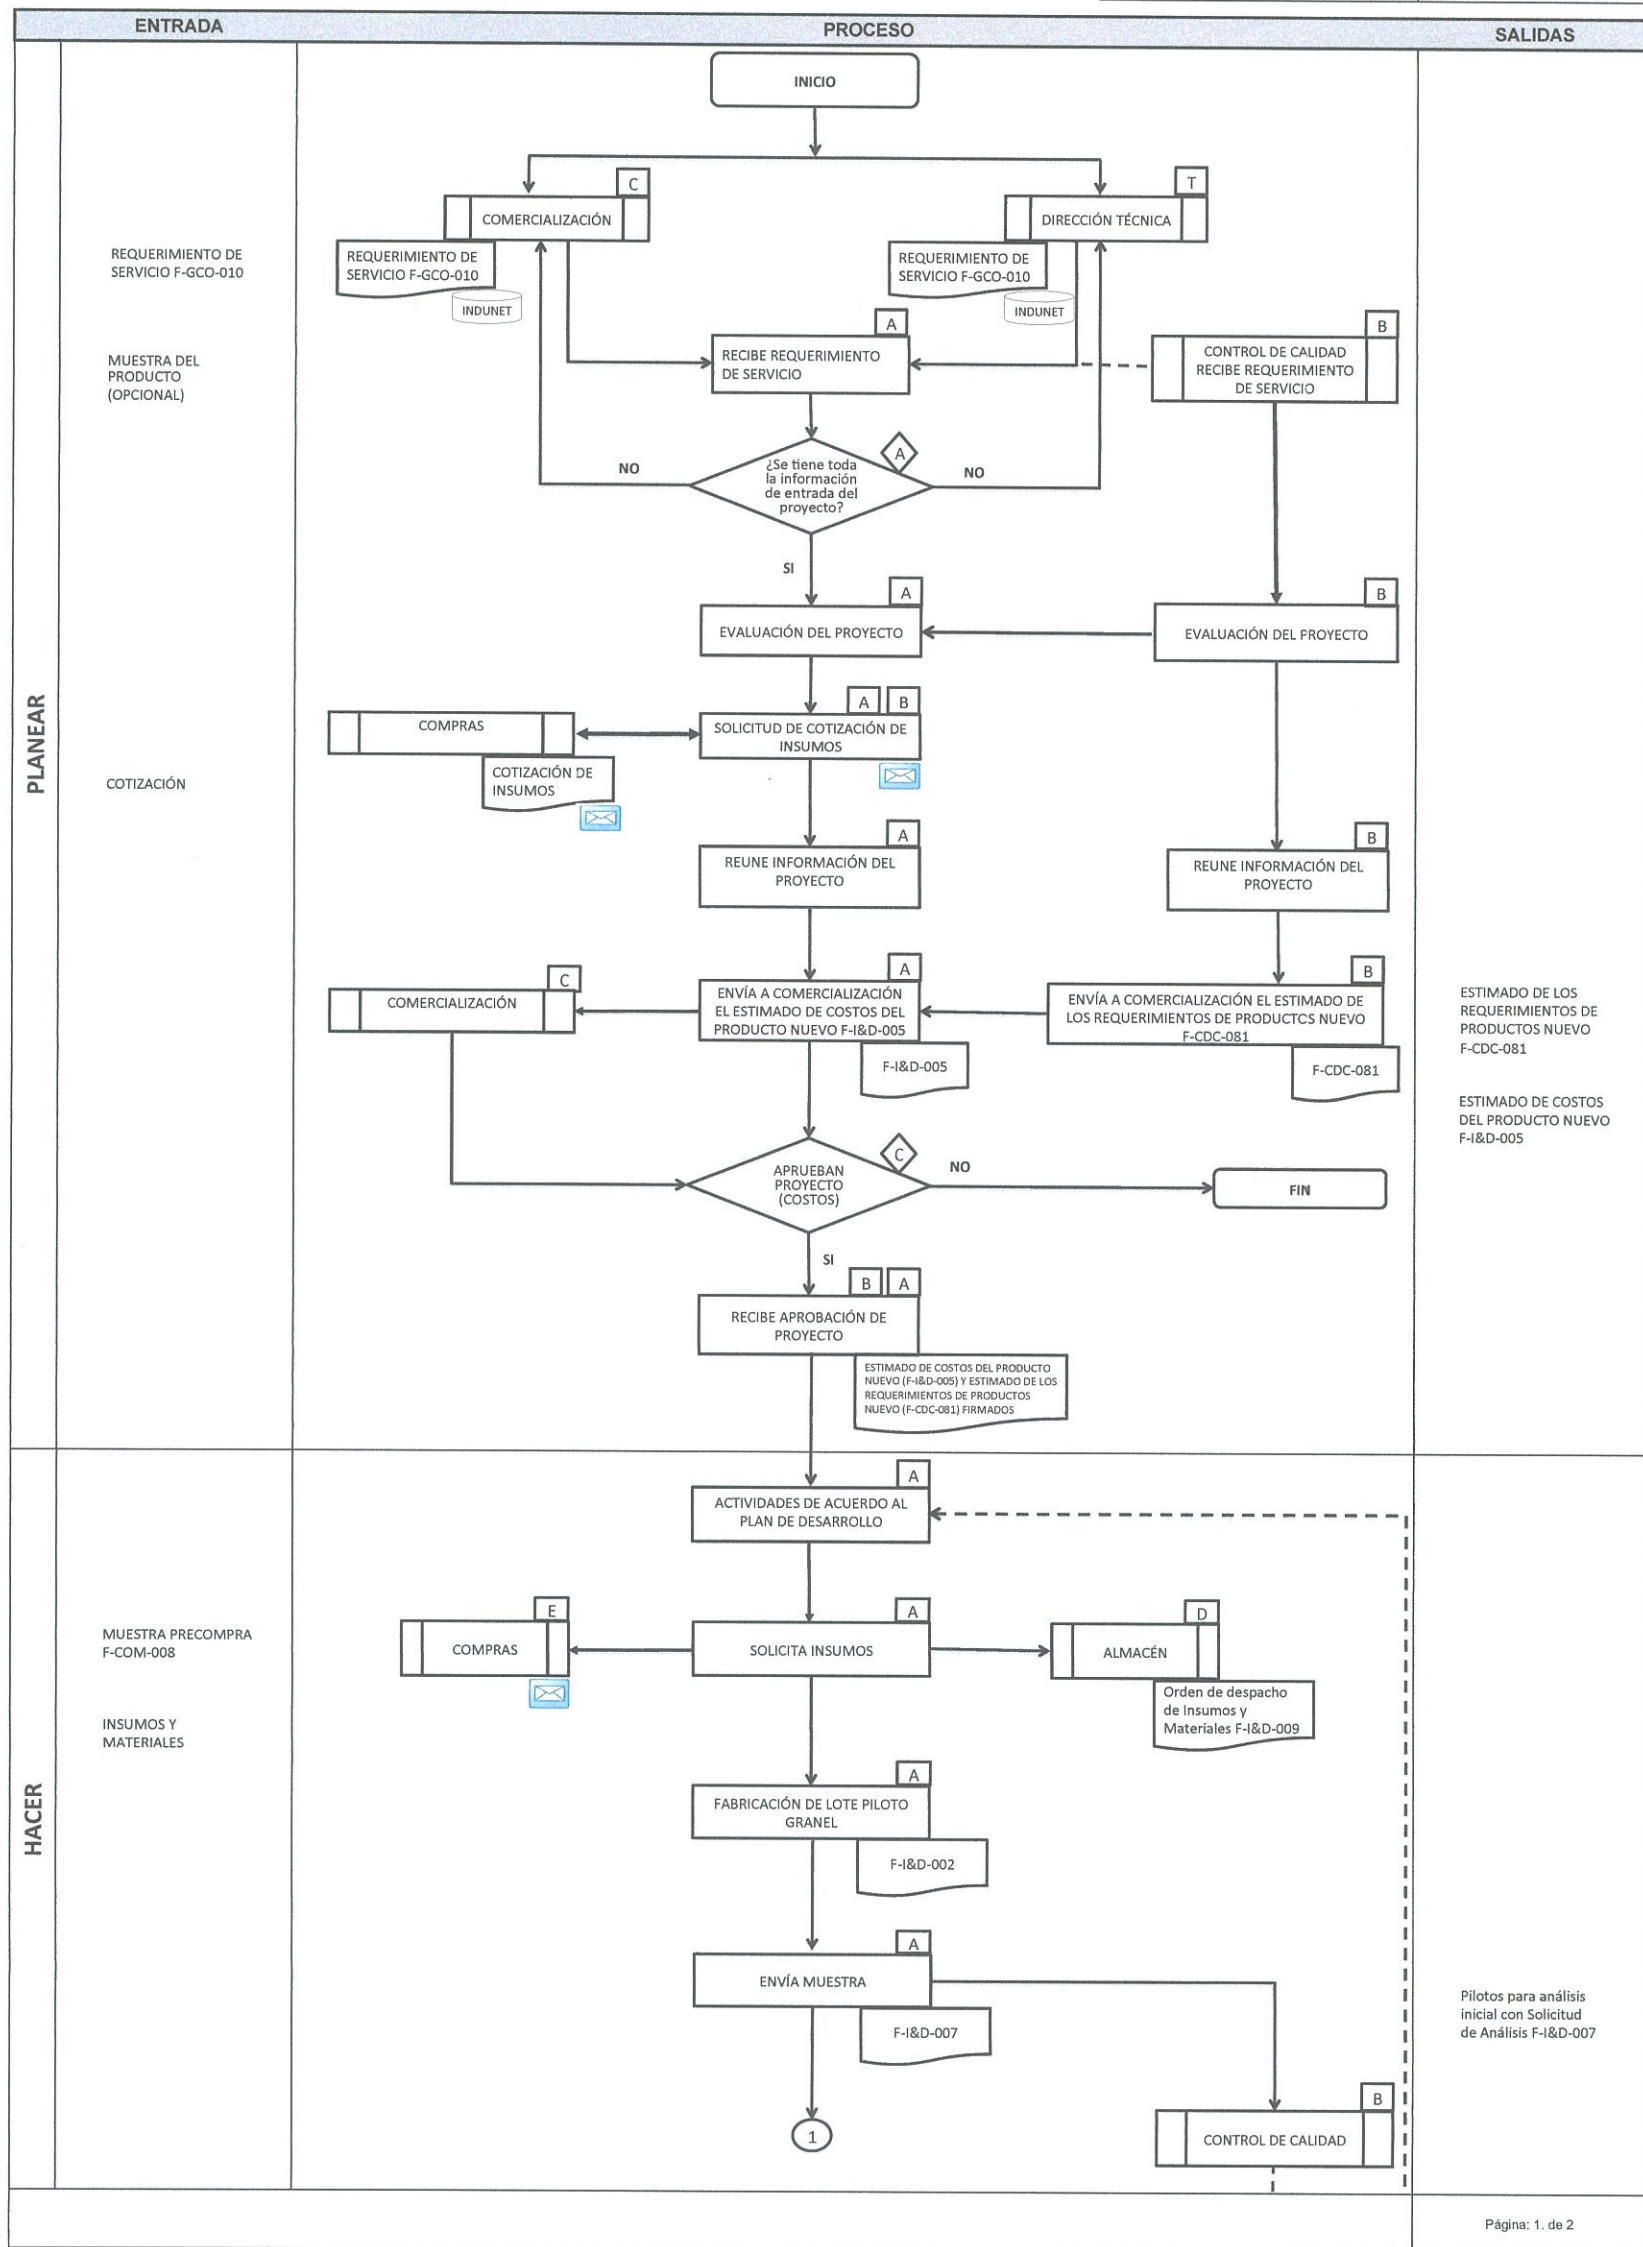 ENTRADA
PROCESO
SALIDAS
PLANEAR
INICIO
C
COMERCIALIZACIÓN
T
DIRECCIÓN TÉCNICA
REQUERIMIENTO DE
SERVICIO F-GCO-010
REQUERIMIENTO DE
SERVICIO F-GCO-010
INDUNET
REQUERIMIENTO DE
SERVICIO F-GCO-010
INDUNET
MUESTRA DEL
PRODUCTO
(OPCIONAL)
A
RECIBE REQUERIMIENTO
DE SERVICIO
B
CONTROL DE CALIDAD
RECIBE REQUERIMIENTO
DE SERVICIO
A
¿Se tiene toda
la información
de entrada del
proyecto?
NO
NO
SI
A
EVALUACIÓN DEL PROYECTO
B
EVALUACIÓN DEL PROYECTO
COTIZACIÓN
COMPRAS
COTIZACIÓN DE
INSUMOS
A B
SOLICITUD DE COTIZACIÓN DE
INSUMOS
A
REUNE INFORMACIÓN DEL
PROYECTO
B
REUNE INFORMACIÓN DEL
PROYECTO
C
COMERCIALIZACIÓN
A
ENVÍA A COMERCIALIZACIÓN
EL ESTIMADO DE COSTOS DEL
PRODUCTO NUEVO F-I&D-005
F-I&D-005
B
ENVÍA A COMERCIALIZACIÓN EL ESTIMADO DE
LOS REQUERIMIENTOS DE PRODUCTOS NUEVO
F-CDC-081
F-CDC-081
ESTIMADO DE LOS
REQUERIMIENTOS DE
PRODUCTOS NUEVO
F-CDC-081
ESTIMADO DE COSTOS
DEL PRODUCTO NUEVO
F-I&D-005
C
APRUEBAN
PROYECTO
(COSTOS)
NO
FIN
SI
B A
RECIBE APROBACIÓN DE
PROYECTO
ESTIMADO DE COSTOS DEL PRODUCTO
NUEVO (F-I&D-005) Y ESTIMADO DE LOS
REQUERIMIENTOS DE PRODUCTOS
NUEVO (F-CDC-081) FIRMADOS
HACER
A
ACTIVIDADES DE ACUERDO AL
PLAN DE DESARROLLO
MUESTRA PRECOMPRA
F-COM-008
INSUMOS Y
MATERIALES
E
COMPRAS
A
SOLICITA INSUMOS
D
ALMACÉN
Orden de despacho
de Insumos y
Materiales F-I&D-009
A
FABRICACIÓN DE LOTE PILOTO
GRANEL
F-I&D-002
A
ENVÍA MUESTRA
F-I&D-007
Pilotos para análisis
inicial con Solicitud
de Análisis F-I&D-007
1
B
CONTROL DE CALIDAD
Página: 1. de 2